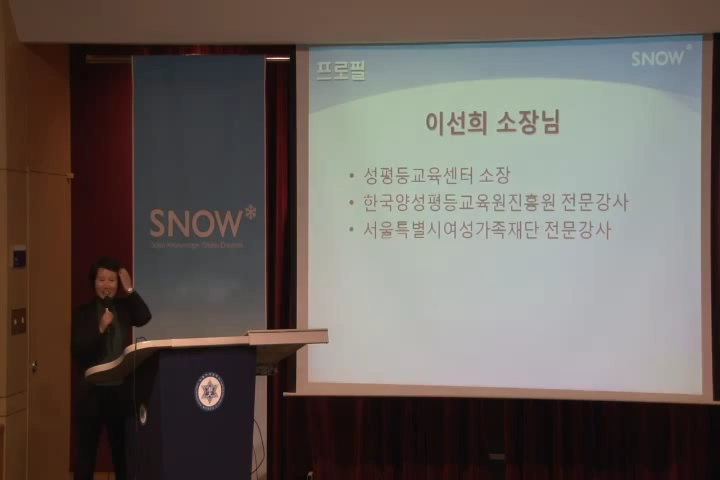 프로필
SNOW*
이선희 소장님
• 성평등교육센터 소장
• 한국양성평등교육원진흥원 전문강사
• 서울특별시여성가족재단 전문강사
SNOW*